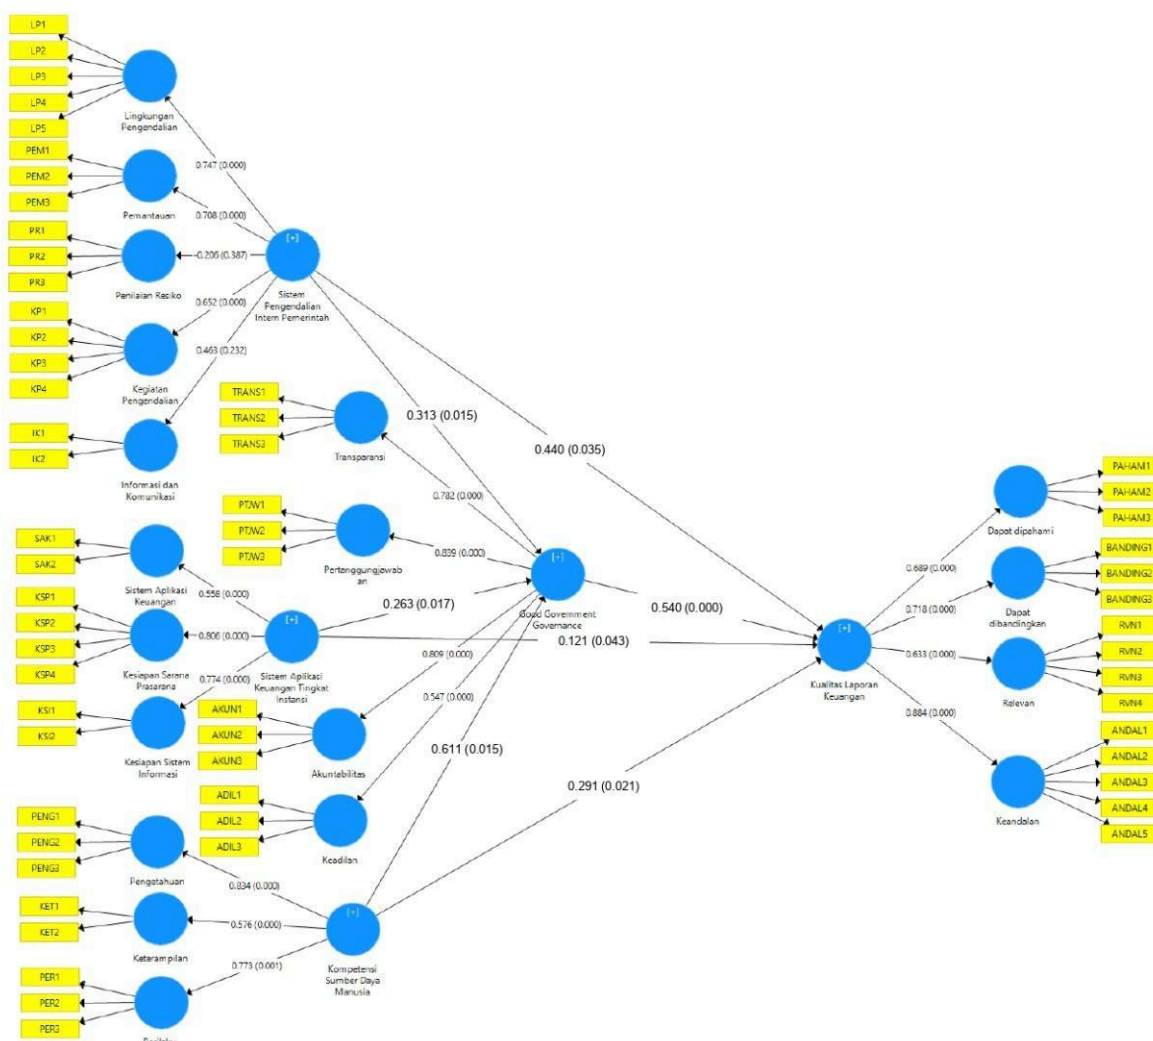 LP1
LP2
LP3
LP4
LP5
Lingkungan
Pengendalian
PEM1
PEM2
PEM3
Pemantauan
PR1
PR2
PR3
Penilaian Resiko
KP1
KP2
KP3
KP4
Kegiatan
Pengendalian
IK1
IK2
Informasi dan
Komunikasi
0.747 (0.000)
0.708 (0.000)
-0.206 (0.387)
0.652 (0.000)
0.463 (0.232)
[+]
Sistem
Pengendalian
Intern Pemerintah
TRANS1
TRANS2
TRANS3
Transparansi
PTJW1
PTJW2
PTJW3
Pertanggungjawab
an
0.313 (0.015)
0.440 (0.035)
0.782 (0.000)
0.839 (0.000)
[+]
Good Government
Governance
SAK1
SAK2
Sistem Aplikasi
Keuangan
KSP1
KSP2
KSP3
KSP4
Kesiapan Sarana
Prasarana
KSI1
KSI2
Kesiapan Sistem
Informasi
0.558 (0.000)
0.806 (0.000)
0.774 (0.000)
[+]
Sistem Aplikasi
Keuangan Tingkat
Instansi
0.263 (0.017)
0.540 (0.000)
0.121 (0.043)
0.809 (0.000)
0.547 (0.000)
0.611 (0.015)
0.291 (0.021)
AKUN1
AKUN2
AKUN3
Akuntabilitas
ADIL1
ADIL2
ADIL3
Keadilan
PENG1
PENG2
PENG3
Pengetahuan
KET1
KET2
Keterampilan
PER1
PER2
PER3
0.834 (0.000)
0.576 (0.000)
0.773 (0.001)
[+]
Kompetensi
Sumber Daya
Manusia
[+]
Kualitas Laporan
Keuangan
0.689 (0.000)
0.718 (0.000)
0.633 (0.000)
0.884 (0.000)
Dapat dipahami
PAHAM1
PAHAM2
PAHAM3
Dapat
dibandingkan
BANDING1
BANDING2
BANDING3
Relevan
RVN1
RVN2
RVN3
RVN4
Keandalan
ANDAL1
ANDAL2
ANDAL3
ANDAL4
ANDAL5